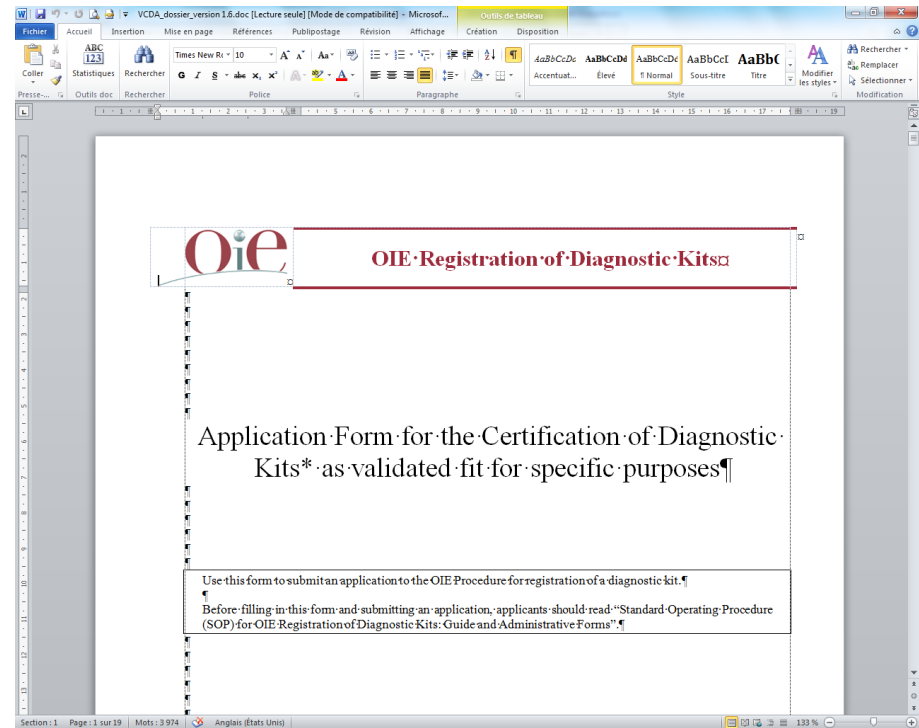 VCDA_dossier_version 1.6.doc [Lecture seule] [Mode de compatibilité] - Microsof...
Outils de tableau
Fichier Accueil Insertion Mise en page Références Publipostage Révision Affichage Création Disposition
Coller
ABC
123
Statistiques
Rechercher
Times New Ro 10
G I S abc x₂ x²
AaBbCcDc AaBbCcDd AaBbCcDc AaBbCcI AaBb(
Accentuat... Élevé ¶ Normal Sous-titre Titre
Modifier les styles
Rechercher
Remplacer
Sélectionner
Presse-... Outils doc Rechercher Police Paragraphe Style Modification
Oie
OIE·Registration·of·Diagnostic·Kits¤
Application·Form·for·the·Certification·of·Diagnostic·
Kits*·as·validated·fit·for·specific·purposes¶
Use·this·form·to·submit·an·application·to·the·OIE·Procedure·for·registration·of·a·diagnostic·kit.¶
¶
Before·filling·in·this·form·and·submitting·an·application,·applicants·should·read·“Standard·Operating·Procedure
(SOP)·for·OIE·Registration·of·Diagnostic·Kits:·Guide·and·Administrative·Forms”.¶
Section : 1 Page : 1 sur 19 Mots : 3 974 Anglais (États Unis) 133 %